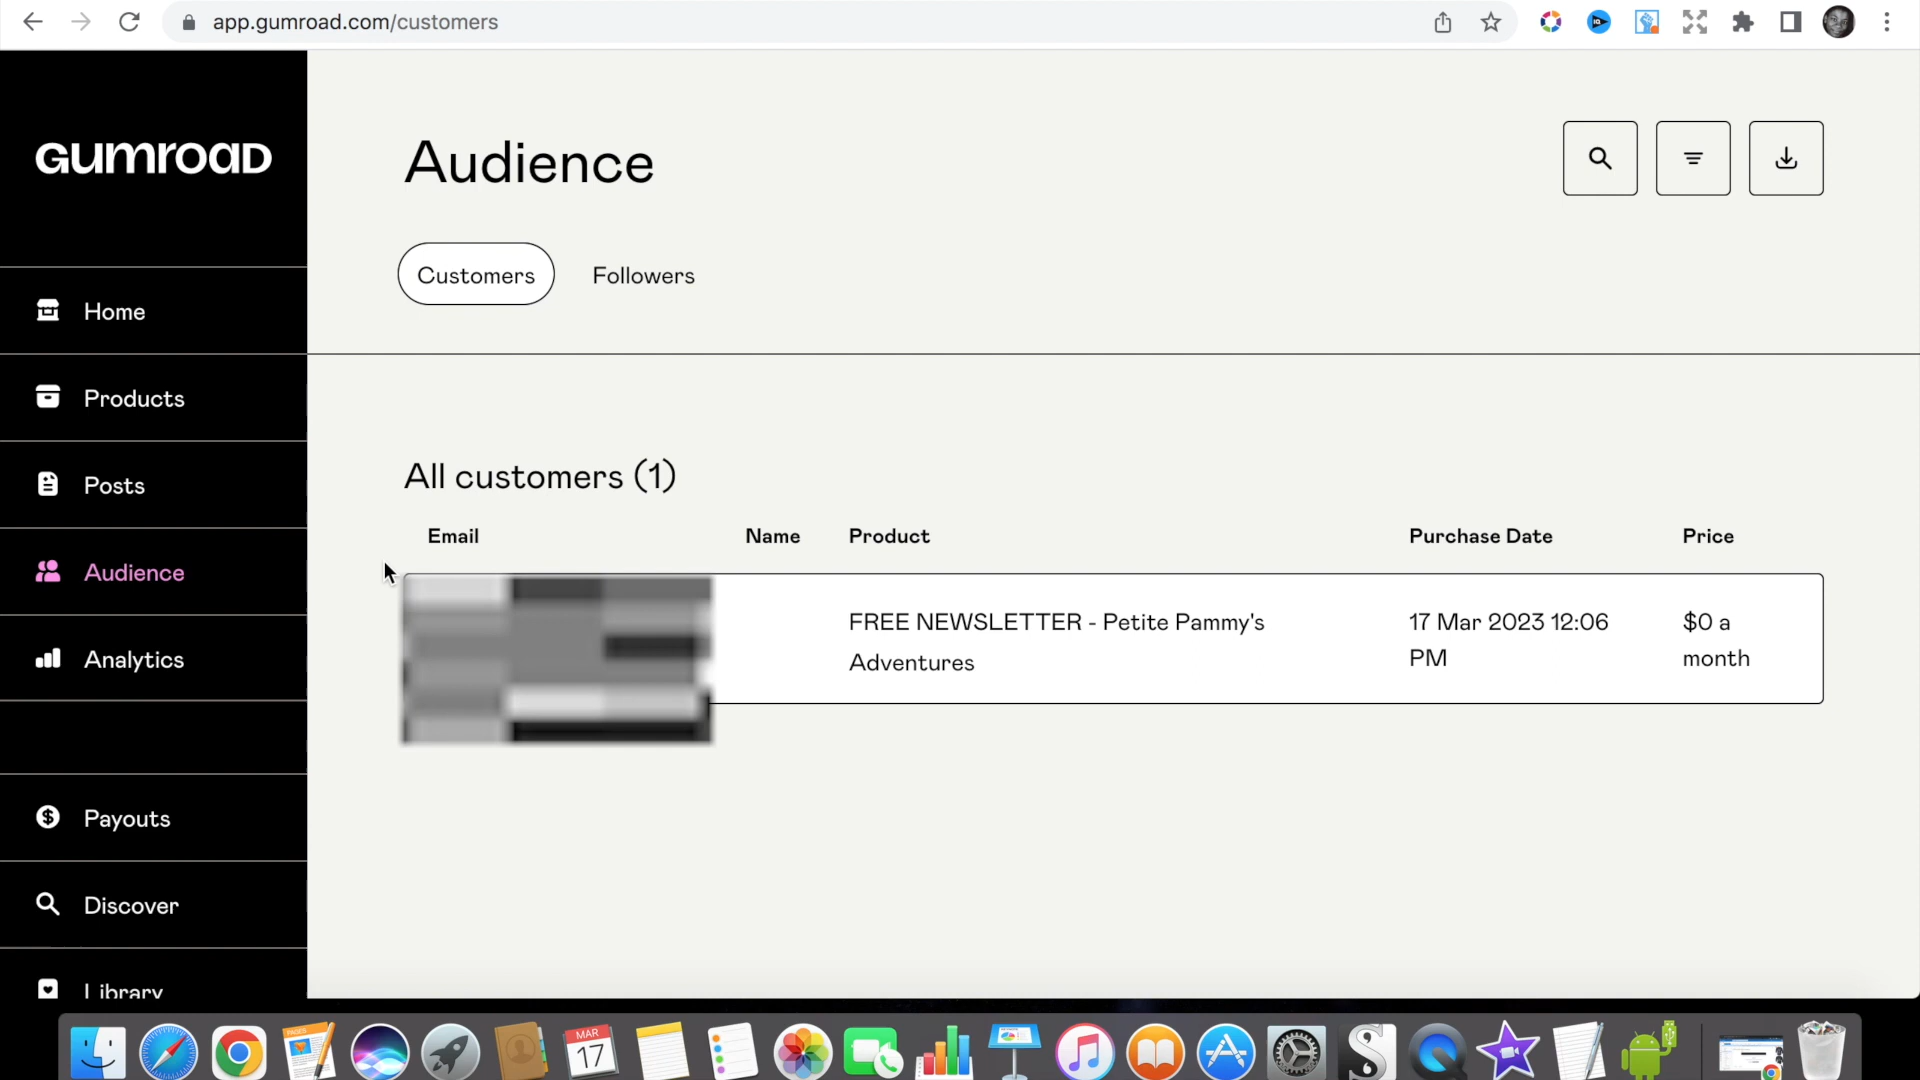 app.gumroad.com/customers
GUMROAD
Home
Products
Posts
Audience
Analytics
Payouts
Discover
Library
Audience
Customers Followers
All customers (1)
Email Name Product Purchase Date Price
FREE NEWSLETTER - Petite Pammy's 17 Mar 2023 12:06 $0 a
Adventures PM month
MAR
17